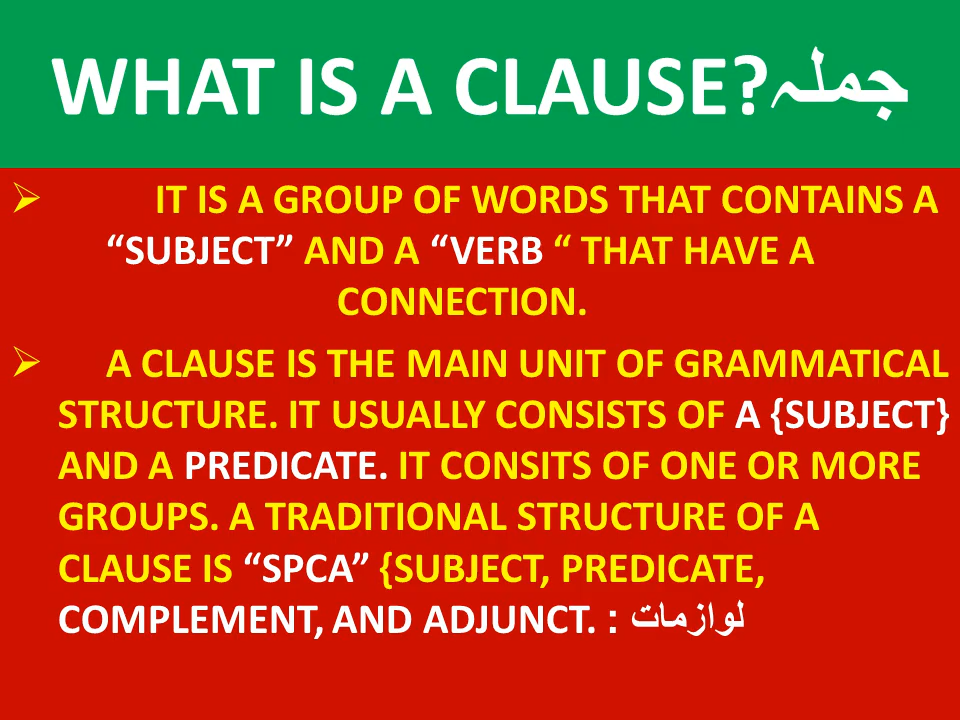 WHAT IS A CLAUSE?جملہ
➢ IT IS A GROUP OF WORDS THAT CONTAINS A
“SUBJECT” AND A “VERB “ THAT HAVE A
CONNECTION.
➢ A CLAUSE IS THE MAIN UNIT OF GRAMMATICAL
STRUCTURE. IT USUALLY CONSISTS OF A {SUBJECT}
AND A PREDICATE. IT CONSITS OF ONE OR MORE
GROUPS. A TRADITIONAL STRUCTURE OF A
CLAUSE IS “SPCA” {SUBJECT, PREDICATE,
COMPLEMENT, AND ADJUNCT. : لوازمات